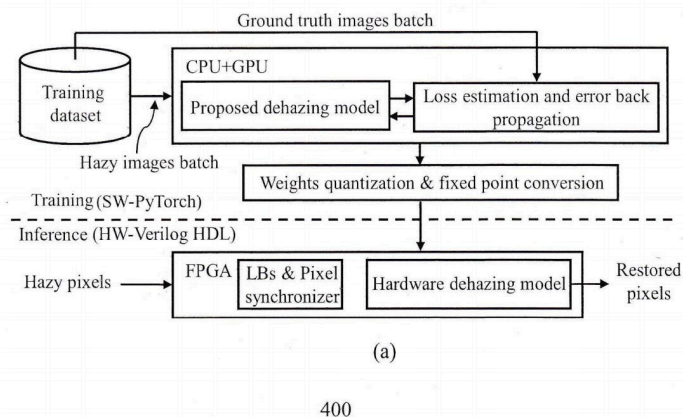 Ground truth images batch
CPU+GPU
Training
dataset
Proposed dehazing model
Loss estimation and error back
propagation
Hazy images batch
Weights quantization & fixed point conversion
Training (SW-PyTorch)
Inference (HW-Verilog HDL)
Hazy pixels
FPGA
LBs & Pixel
synchronizer
Hardware dehazing model
Restored
pixels
(a)
400